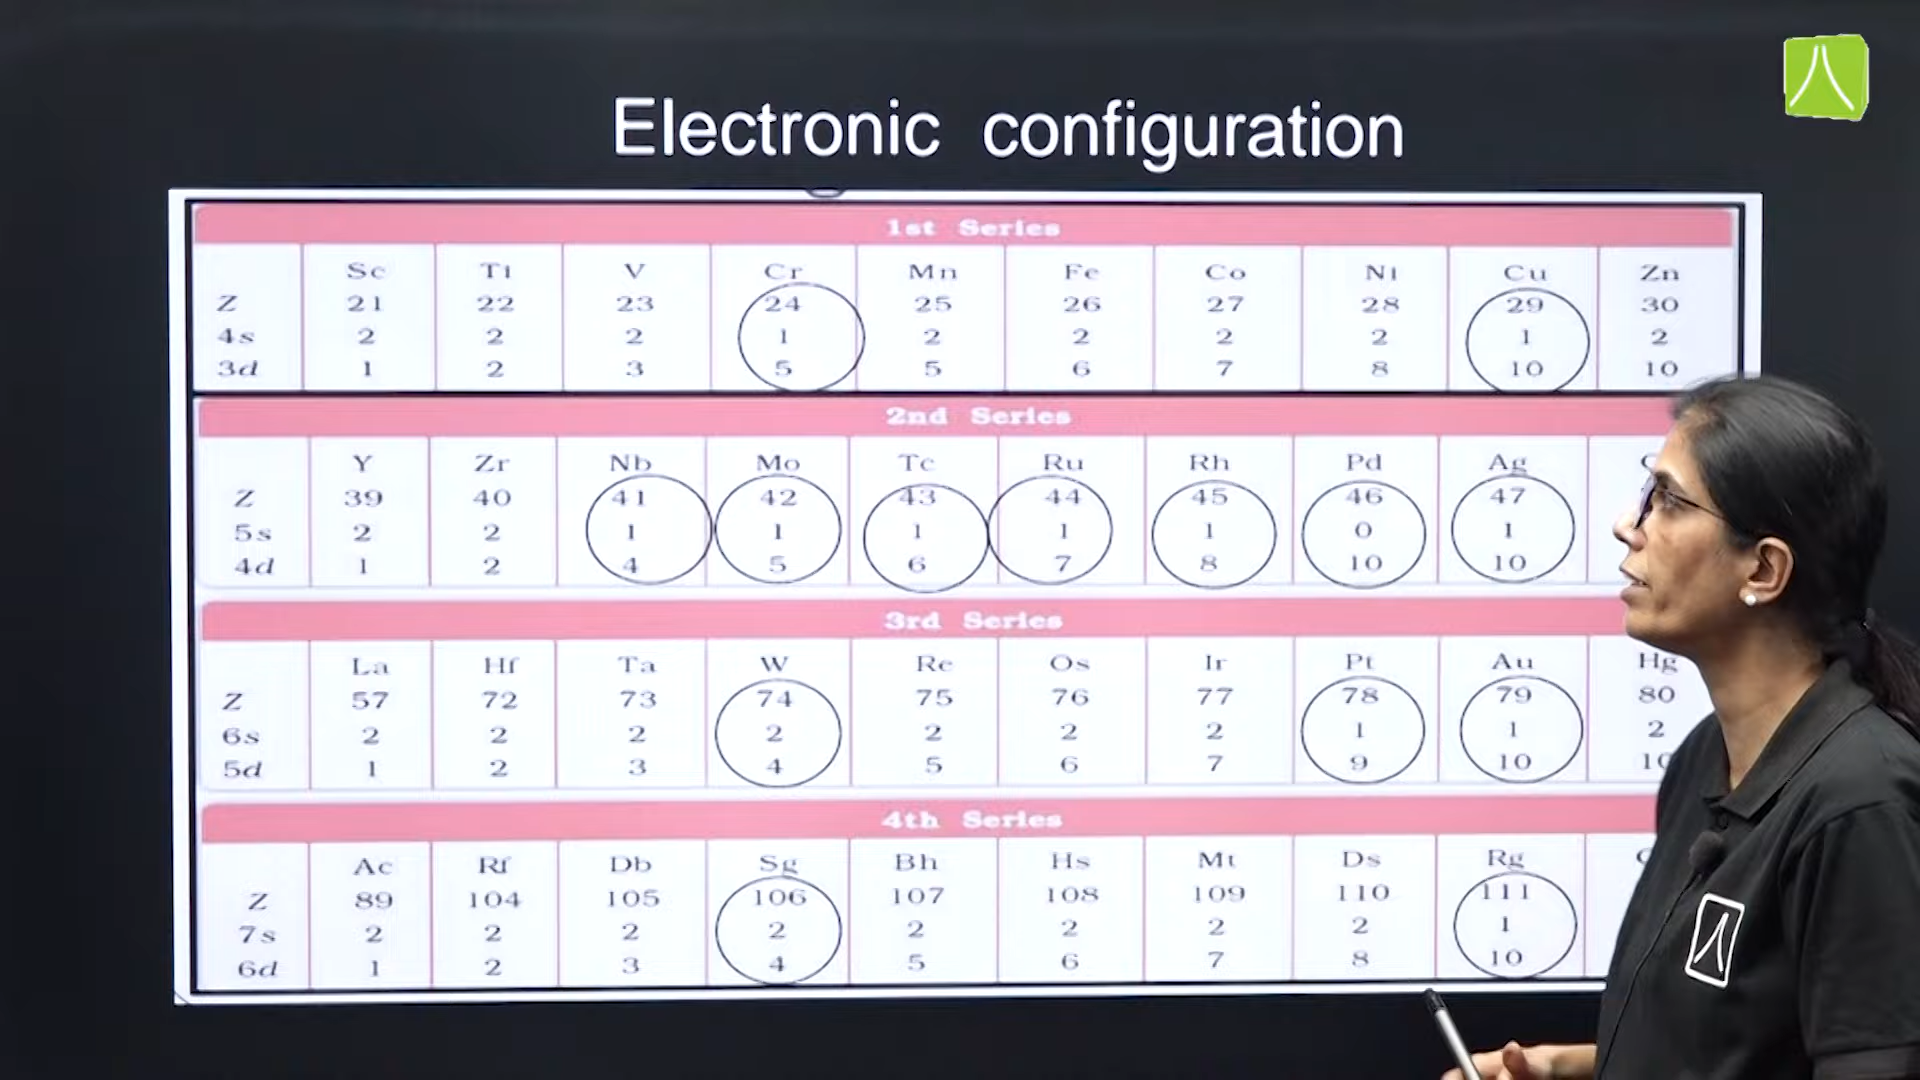 Electronic configuration
1st Series
Sc Ti V Cr Mn Fe Co Ni Cu Zn
Z 21 22 23 24 25 26 27 28 29 30
4s 2 2 2 1 2 2 2 2 1 2
3d 1 2 3 5 5 6 7 8 10 10
2nd Series
Y Zr Nb Mo Tc Ru Rh Pd Ag
Z 39 40 41 42 43 44 45 46 47
5s 2 2 1 1 1 1 1 0 1
4d 1 2 4 5 6 7 8 10 10
3rd Series
La Hf Ta W Re Os Ir Pt Au Hg
Z 57 72 73 74 75 76 77 78 79 80
6s 2 2 2 2 2 2 2 1 1 2
5d 1 2 3 4 5 6 7 9 10 10
4th Series
Ac Rf Db Sg Bh Hs Mt Ds Rg
Z 89 104 105 106 107 108 109 110 111
7s 2 2 2 2 2 2 2 2 1
6d 1 2 3 4 5 6 7 8 10